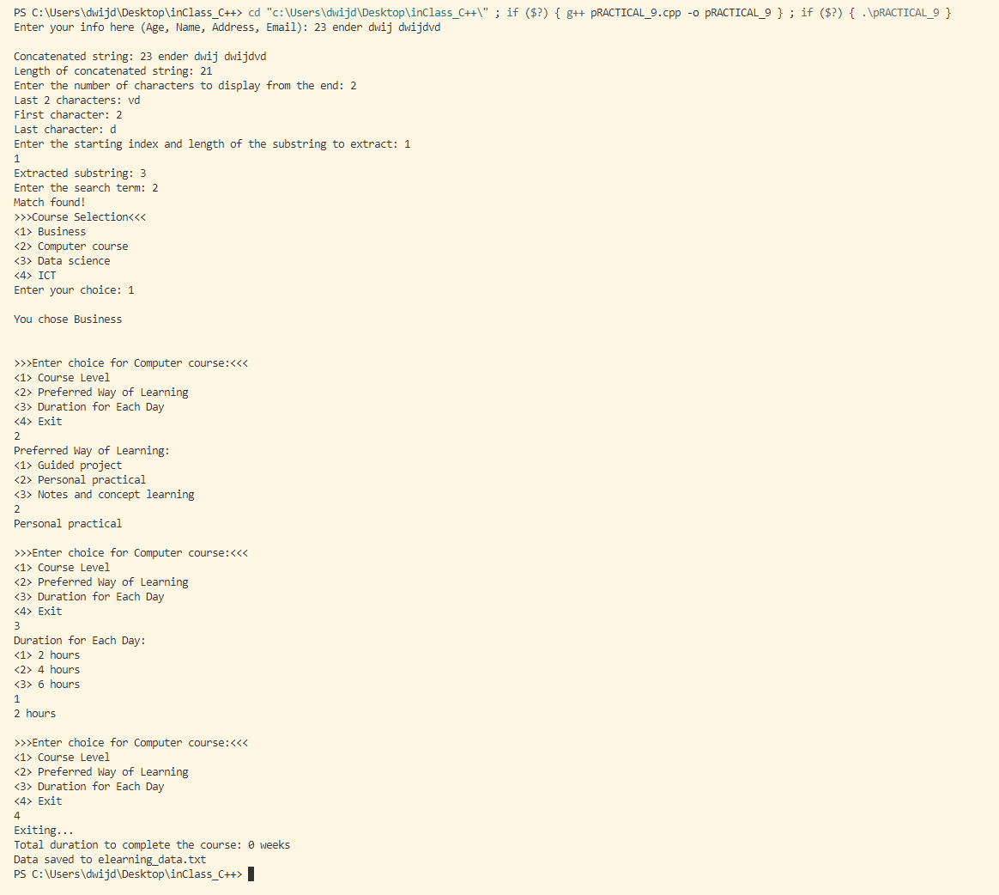 PS C:\Users\dwijd\Desktop\inClass_C++> cd "c:\Users\dwijd\Desktop\inClass_C++\" ; if ($?) { g++ pRACTICAL_9.cpp -o pRACTICAL_9 } ; if ($?) { .\pRACTICAL_9 }
Enter your info here (Age, Name, Address, Email): 23 ender dwij dwijdvd
Concatenated string: 23 ender dwij dwijdvd
Length of concatenated string: 21
Enter the number of characters to display from the end: 2
Last 2 characters: vd
First character: 2
Last character: d
Enter the starting index and length of the substring to extract: 1
1
Extracted substring: 3
Enter the search term: 2
Match found!
>>>Course Selection<<<
<1> Business
<2> Computer course
<3> Data science
<4> ICT
Enter your choice: 1
You chose Business
>>>Enter choice for Computer course:<<<
<1> Course Level
<2> Preferred Way of Learning
<3> Duration for Each Day
<4> Exit
2
Preferred Way of Learning:
<1> Guided project
<2> Personal practical
<3> Notes and concept learning
2
Personal practical
>>>Enter choice for Computer course:<<<
<1> Course Level
<2> Preferred Way of Learning
<3> Duration for Each Day
<4> Exit
3
Duration for Each Day:
<1> 2 hours
<2> 4 hours
<3> 6 hours
1
2 hours
>>>Enter choice for Computer course:<<<
<1> Course Level
<2> Preferred Way of Learning
<3> Duration for Each Day
<4> Exit
4
Exiting...
Total duration to complete the course: 0 weeks
Data saved to elearning_data.txt
PS C:\Users\dwijd\Desktop\inClass_C++>